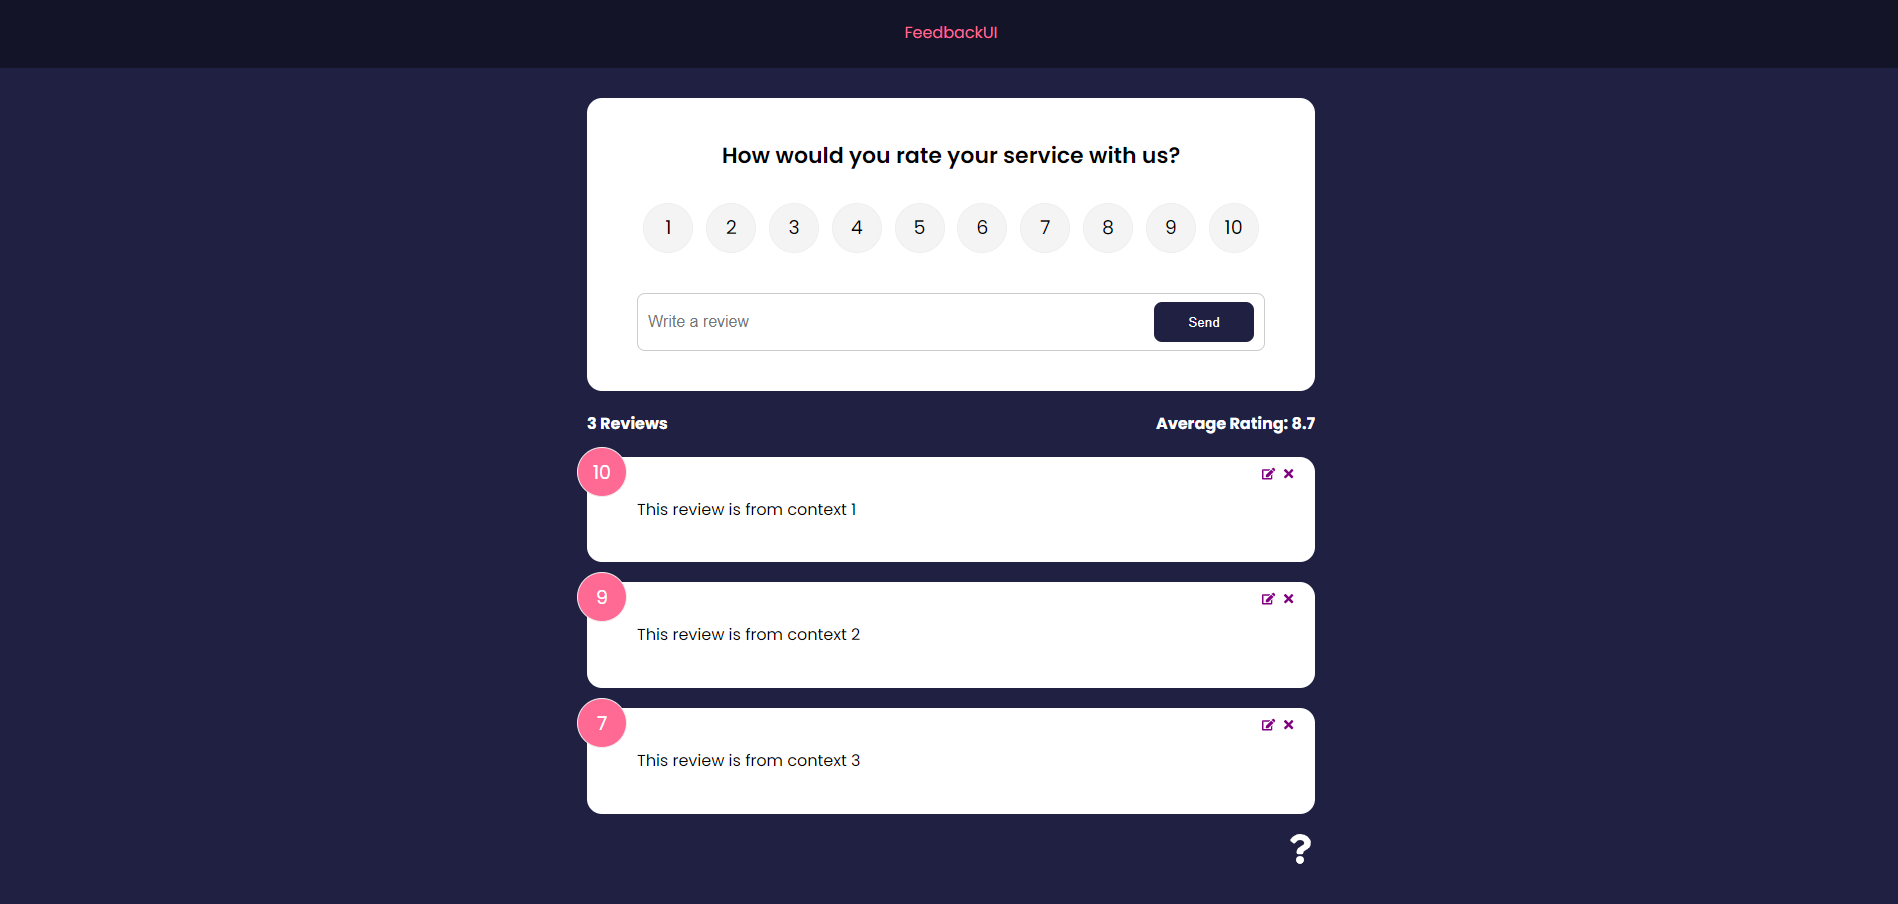 FeedbackUI
How would you rate your service with us?
1 2 3 4 5 6 7 8 9 10
Write a review Send
3 Reviews Average Rating: 8.7
10
This review is from context 1
9
This review is from context 2
7
This review is from context 3
?